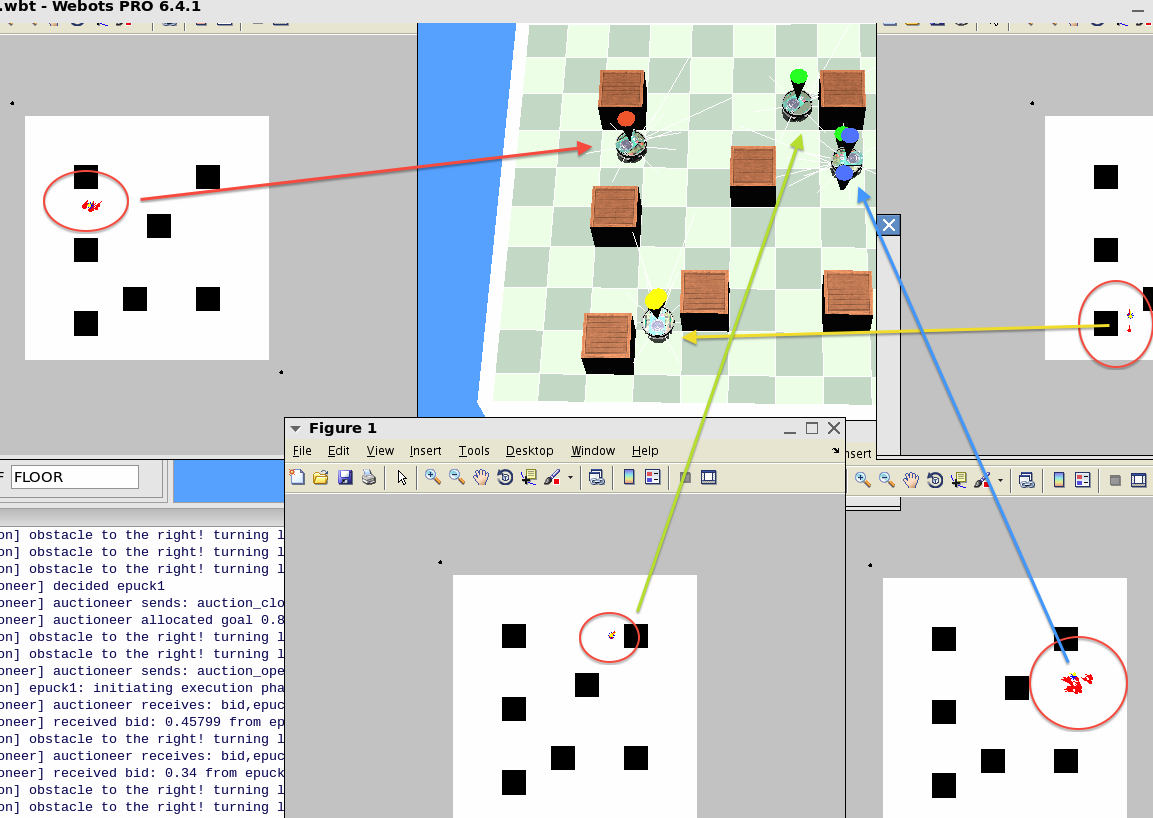 .wbt - Webots PRO 6.4.1
Figure 1
File Edit View Insert Tools Desktop Window Help
nsert
F FLOOR
on] obstacle to the right! turning l
on] obstacle to the right! turning l
on] obstacle to the right! turning l
oneer] decided epuck1
oneer] auctioneer sends: auction_clo
oneer] auctioneer allocated goal 0.8
on] obstacle to the right! turning l
on] obstacle to the right! turning l
oneer] auctioneer sends: auction_ope
on] epuck1: initiating execution pha
oneer] auctioneer receives: bid,epuc
oneer] received bid: 0.45799 from ep
on] obstacle to the right! turning l
oneer] auctioneer receives: bid,epuc
oneer] received bid: 0.34 from epuck
on] obstacle to the right! turning l
on] obstacle to the right! turning l